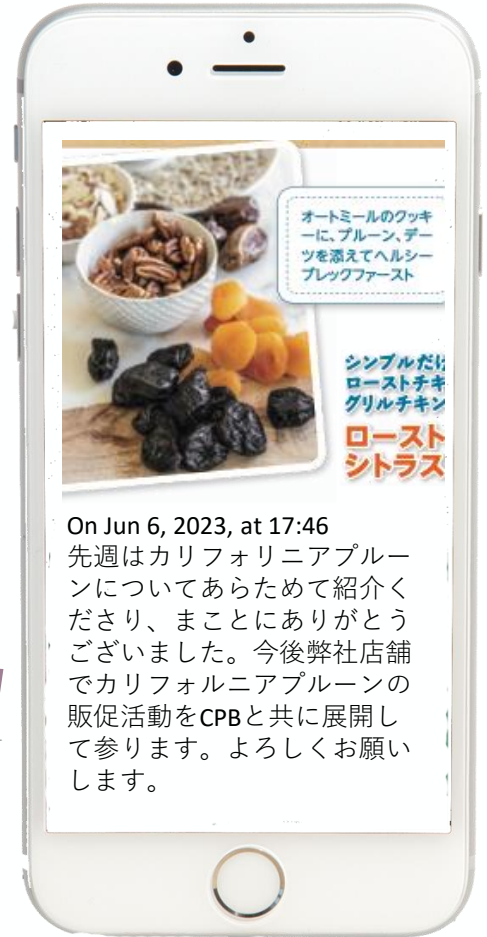 オートミールのクッキ
ーに、プルーン、デー
ツを添えてヘルシー
ブレックファースト
シンプルだけ
ローストチキ
グリルチキン
ロースト
シトラス
On Jun 6, 2023, at 17:46
先週はカリフォリニアプルー
ンについてあらためて紹介く
ださり、まことにありがとう
ございました。今後弊社店舗
でカリフォルニアプルーンの
販促活動をCPBと共に展開し
て参ります。よろしくお願い
します。